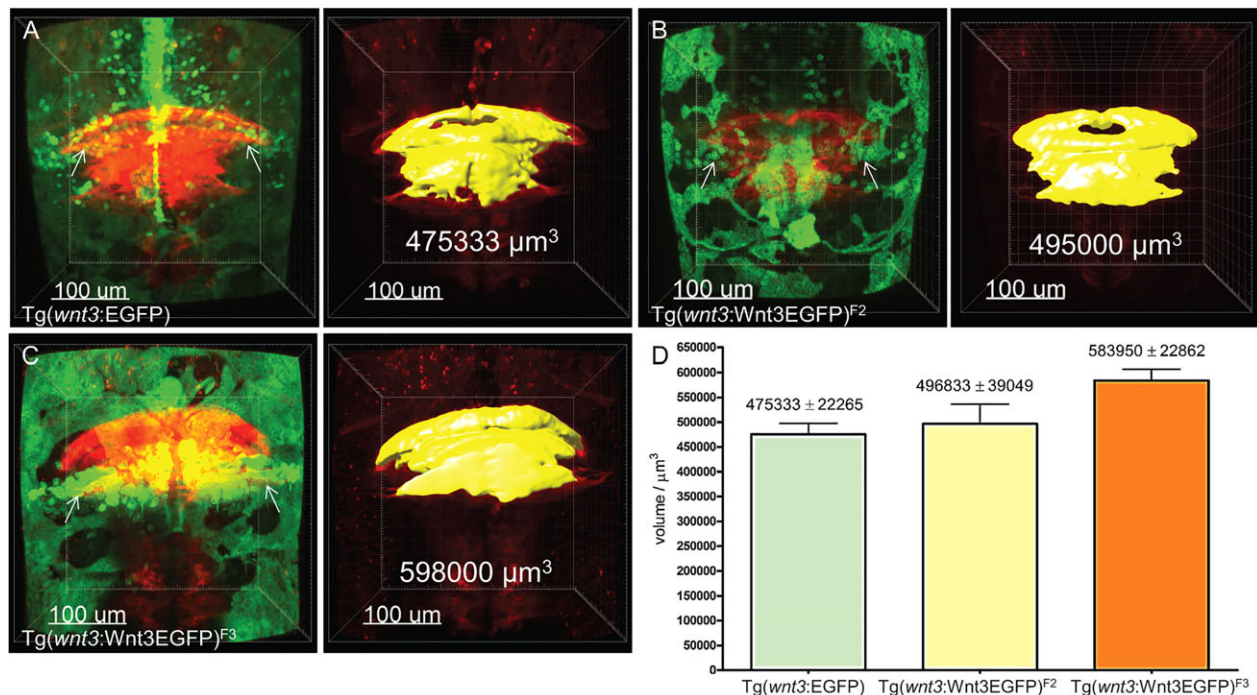 A
475333 µm³
100 um
Tg(wnt3:EGFP)
B
495000 µm³
100 um
100 um
Tg(wnt3:Wnt3EGFP)F2
C
598000 µm³
100 um
100 um
Tg(wnt3:Wnt3EGFP)F3
D
650000
600000
550000
500000
450000
400000
350000
300000
250000
200000
150000
100000
50000
0
volume / µm³
475333 ± 22265
496833 ± 39049
583950 ± 22862
Tg(wnt3:EGFP)
Tg(wnt3:Wnt3EGFP)F2
Tg(wnt3:Wnt3EGFP)F3
100 um